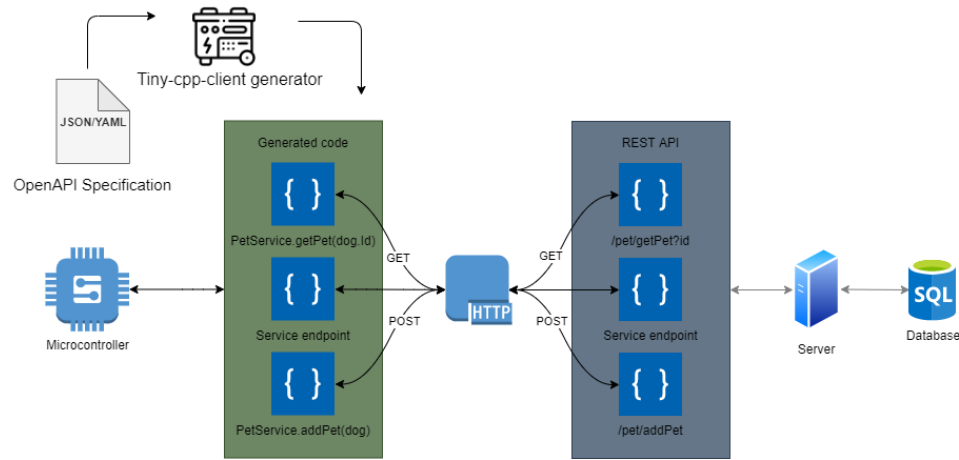 Tiny-cpp-client generator
JSON/YAML
OpenAPI Specification
Generated code
PetService.getPet(dog.Id)
Service endpoint
PetService.addPet(dog)
GET
POST
HTTP
GET
POST
REST API
/pet/getPet?id
Service endpoint
/pet/addPet
Microcontroller
Server
SQL
Database